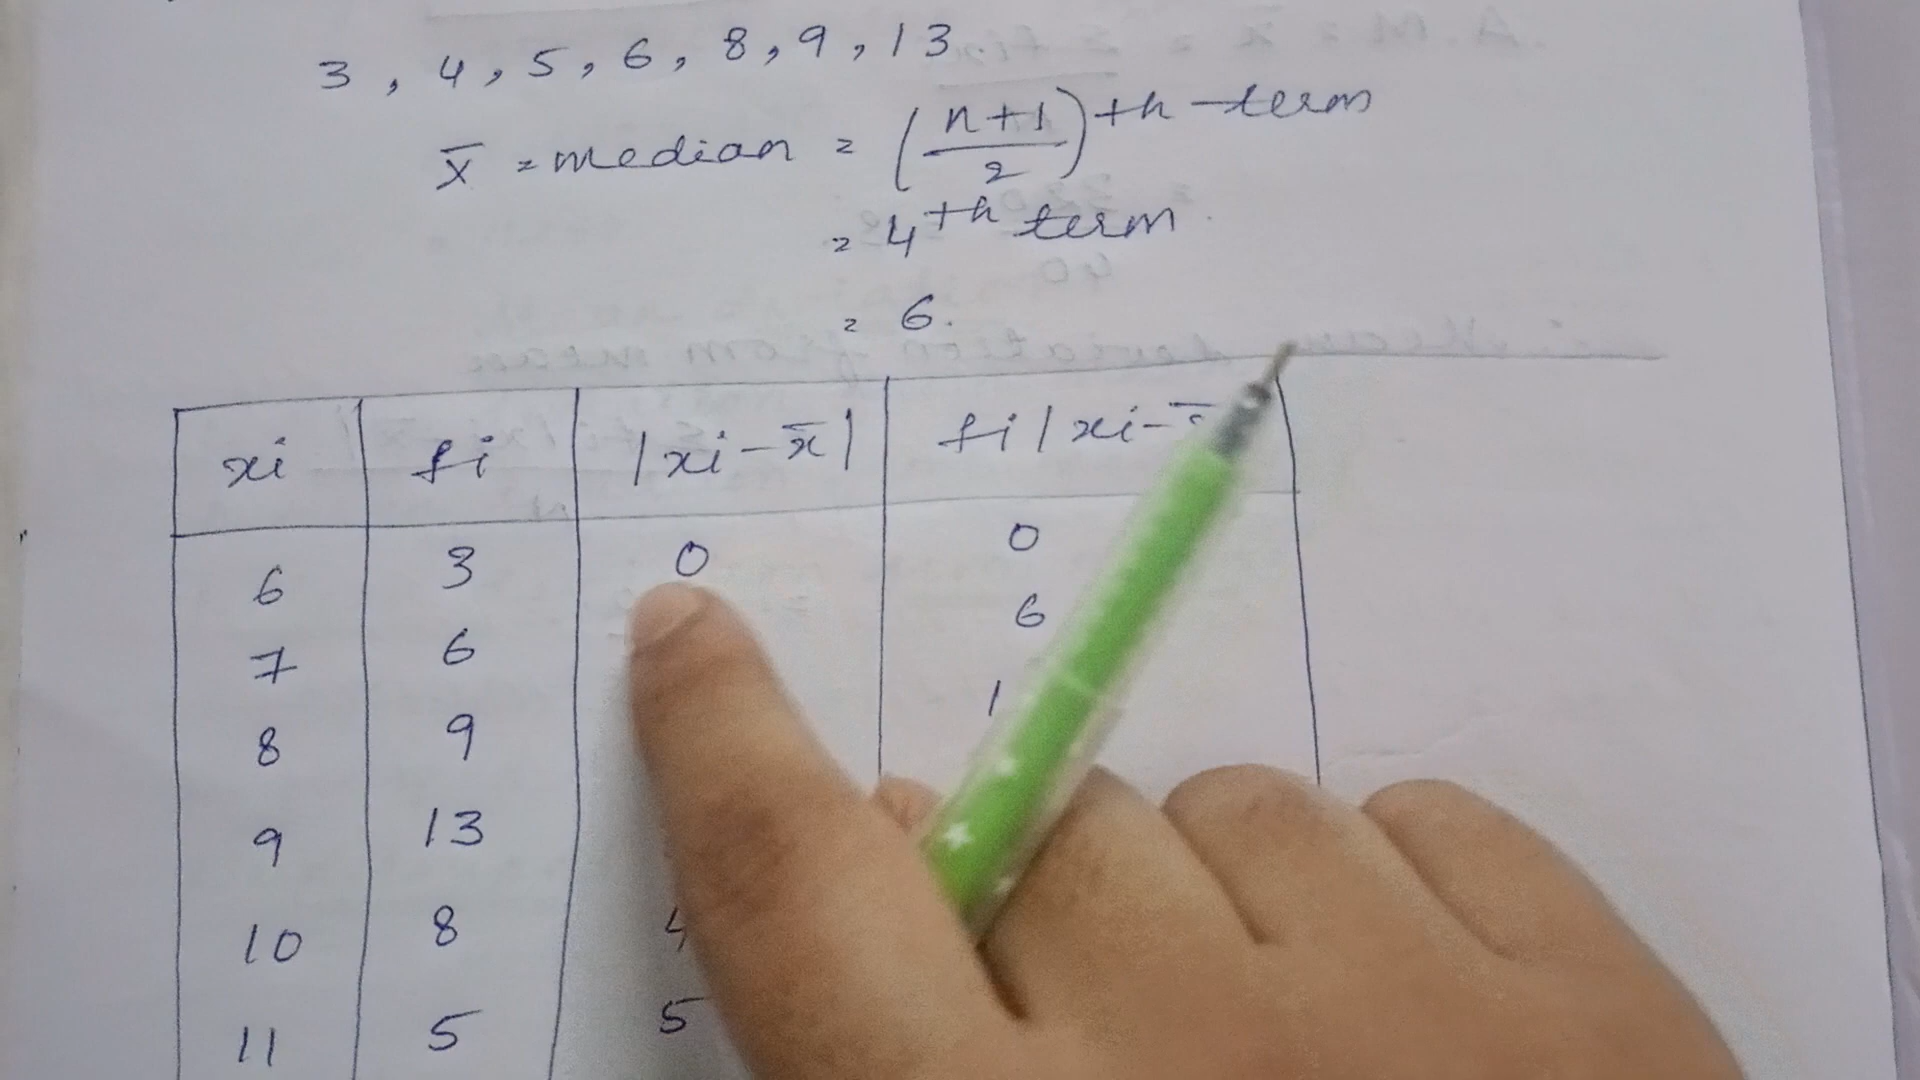 3, 4, 5, 6, 8, 9, 13.
x̄ = median = ((n+1)/2)th term
= 4th term.
= 6.
xi fi |xi - x̄| fi |xi -
6 3 0 0
7 6 6
8 9 1
9 13
10 8 4
11 5 5